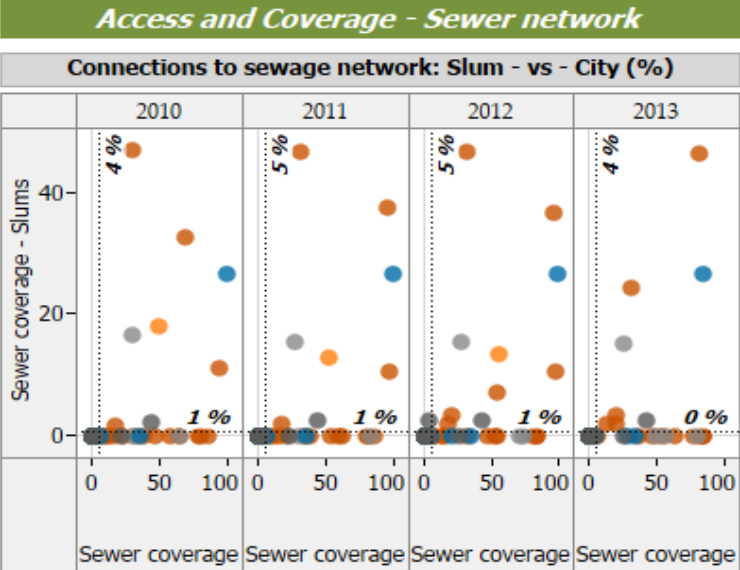 Access and Coverage - Sewer network
Connections to sewage network: Slum - vs - City (%)
2010 2011 2012 2013
Sewer coverage - Slums
40
20
0
4 % 5 % 5 % 4 %
1 % 1 % 1 % 0 %
0 50 100 0 50 100 0 50 100 0 50 100
Sewer coverage Sewer coverage Sewer coverage Sewer coverage